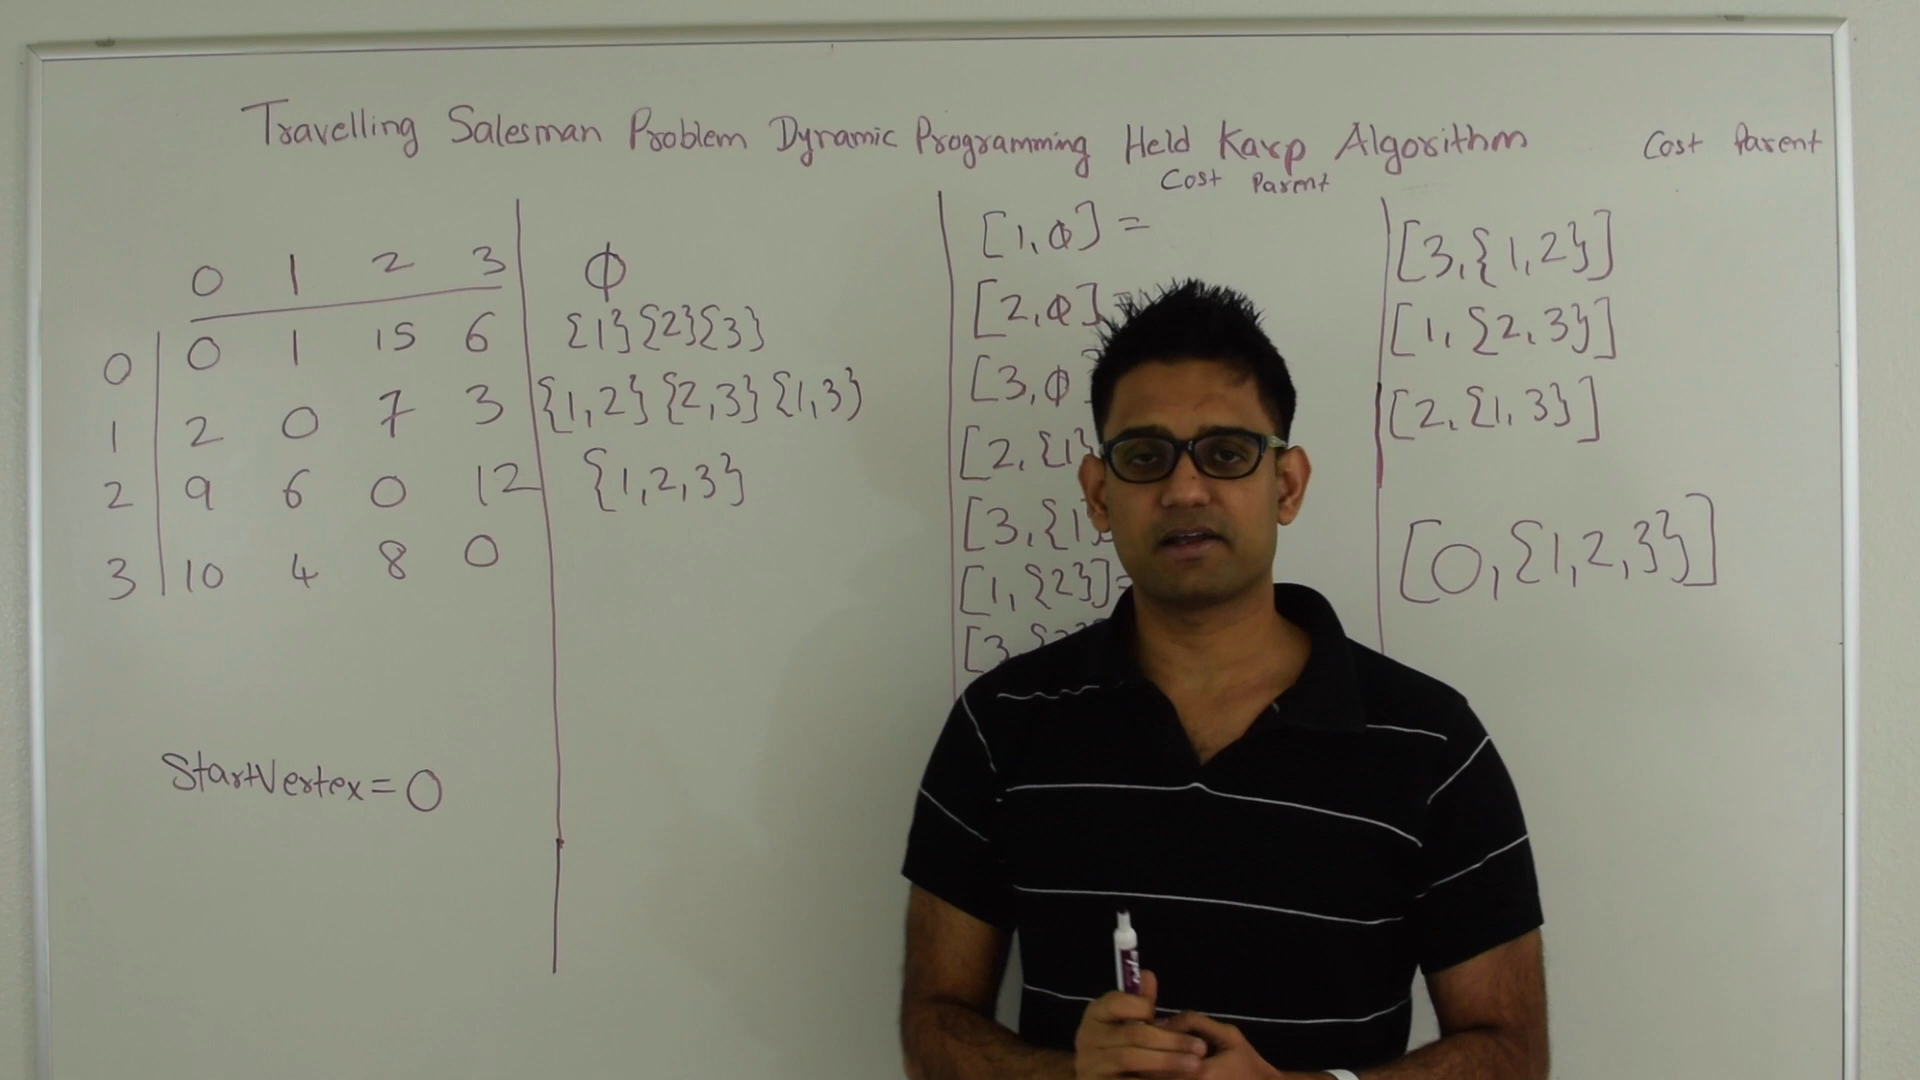 Travelling Salesman Problem Dynamic Programming Held Karp Algorithm
Cost Parent
Cost Parent
0 1 2 3
0 0 1 15 6
1 2 0 7 3
2 9 6 0 12
3 10 4 8 0
StartVertex = 0
ϕ
{1} {2} {3}
{1,2} {2,3} {1,3}
{1,2,3}
[1,ϕ] =
[2,ϕ] =
[3,ϕ]
[2,{1}
[3,{1}
[1,{2}] =
[3,
[3,{1,2}]
[1,{2,3}]
[2,{1,3}]
[0,{1,2,3}]